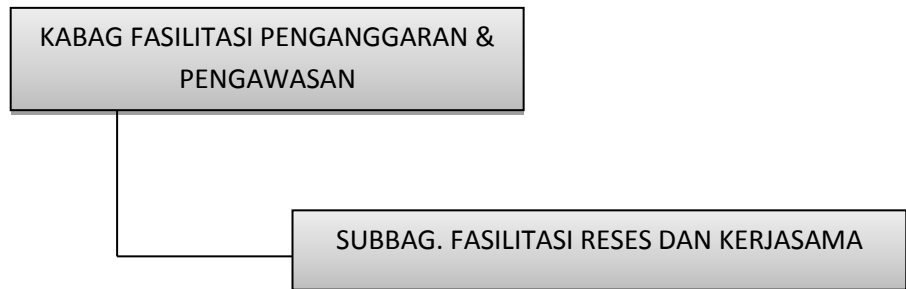 KABAG FASILITASI PENGANGGARAN &
PENGAWASAN
SUBBAG. FASILITASI RESES DAN KERJASAMA